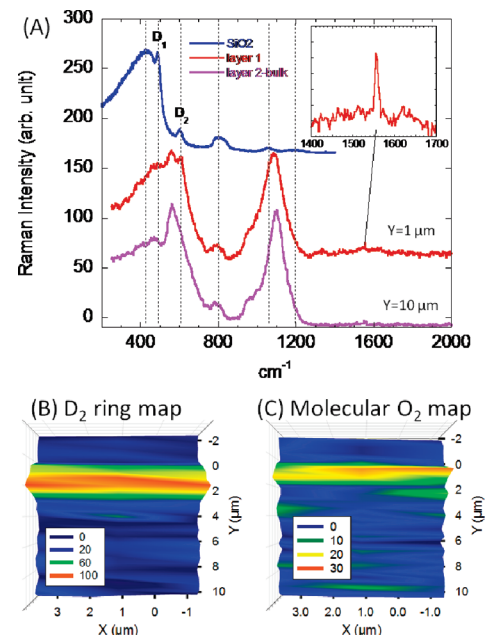 (A)
D1
D2
SiO2
layer 1
layer 2-bulk
300
250
200
150
100
50
0
Raman Intensity (arb. unit)
1400 1500 1600 1700
Y=1 μm
Y=10 μm
400 800 1200 1600 2000
cm-1
(B) D2 ring map
(C) Molecular O2 map
-2
0
2
4
6
8
10
Y (μm)
0
20
60
100
3 2 1 0 -1
X (μm)
-2
0
2
4
6
8
10
Y (μm)
0
10
20
30
3.0 2.0 1.0 0.0 -1.0
X (μm)